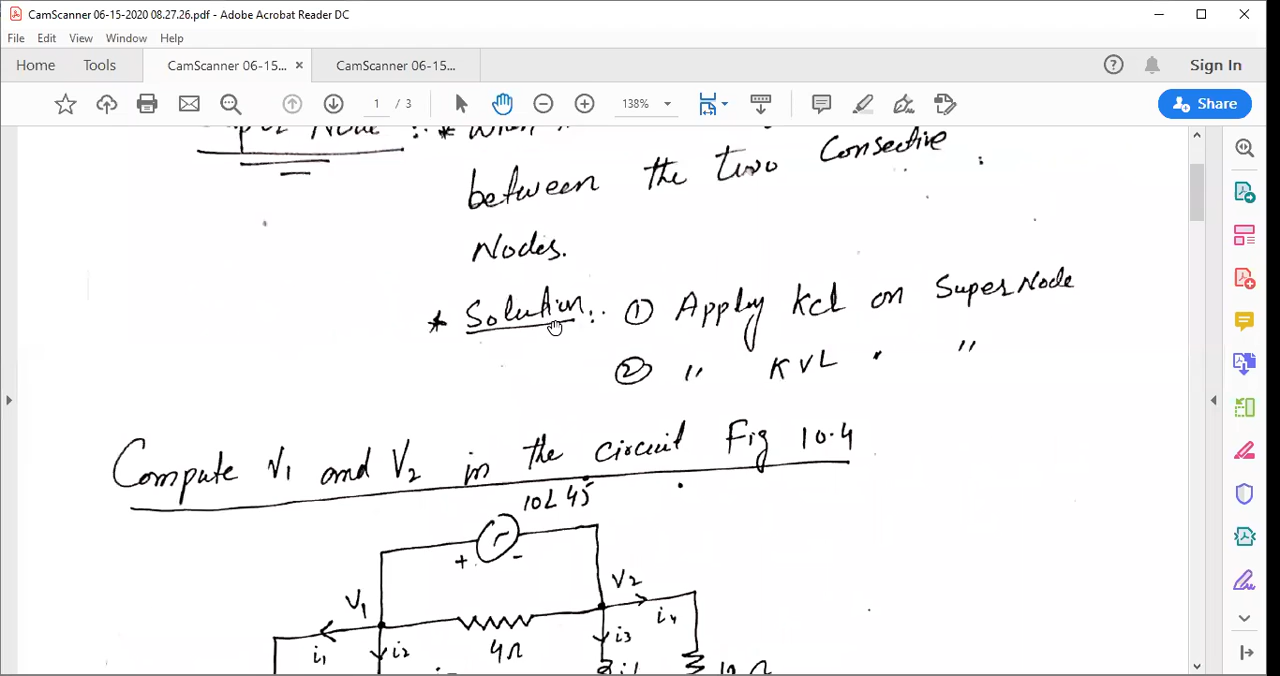 CamScanner 06-15-2020 08.27.26.pdf - Adobe Acrobat Reader DC
File Edit View Window Help
Home Tools CamScanner 06-15... × CamScanner 06-15... Sign In
1 / 3 138% Share
Node :. * When
between the two Consective
Nodes.
* Solution:. ① Apply Kcl on SuperNode
② " KVL " "
Compute V1 and V2 in the circuit Fig 10.4
10∠45
+ -
V1 V2
i1 i2 4Ω i3 i4
10 Ω